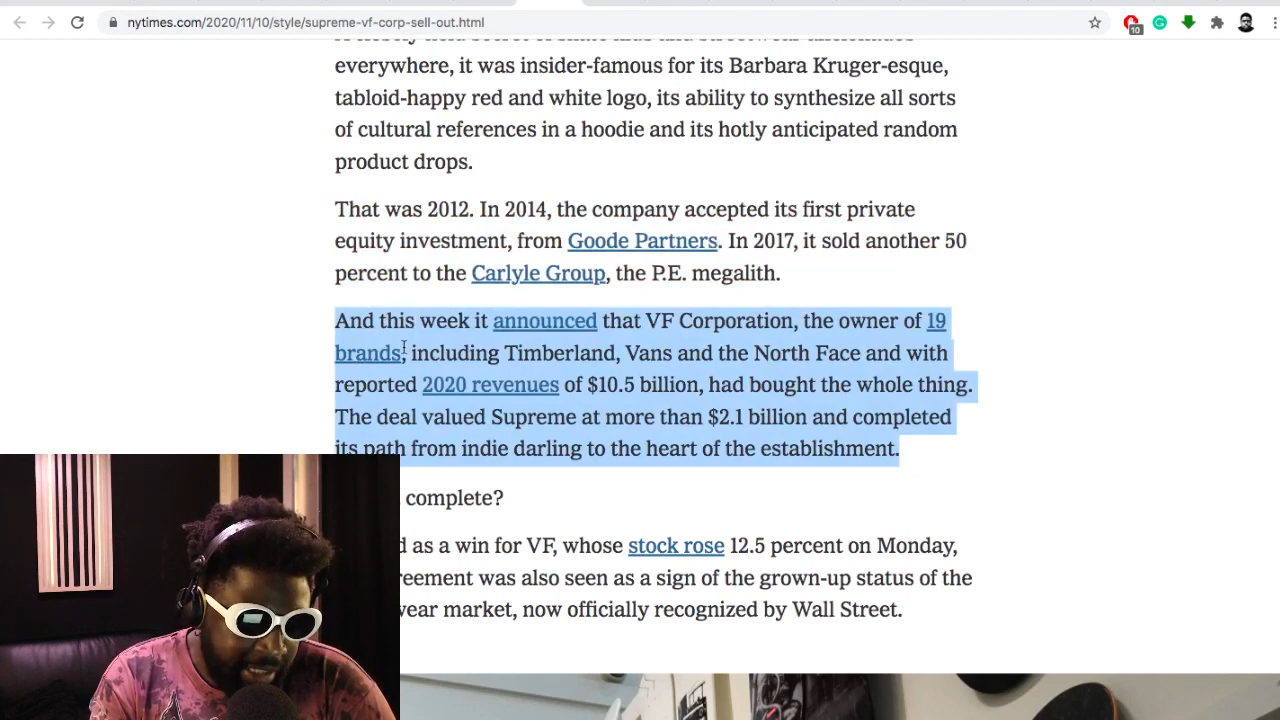 nytimes.com/2020/11/10/style/supreme-vf-corp-sell-out.html
10
everywhere, it was insider-famous for its Barbara Kruger-esque,
tabloid-happy red and white logo, its ability to synthesize all sorts
of cultural references in a hoodie and its hotly anticipated random
product drops.
That was 2012. In 2014, the company accepted its first private
equity investment, from Goode Partners. In 2017, it sold another 50
percent to the Carlyle Group, the P.E. megalith.
And this week it announced that VF Corporation, the owner of 19
brands, including Timberland, Vans and the North Face and with
reported 2020 revenues of $10.5 billion, had bought the whole thing.
The deal valued Supreme at more than $2.1 billion and completed
its path from indie darling to the heart of the establishment.
complete?
as a win for VF, whose stock rose 12.5 percent on Monday,
was also seen as a sign of the grown-up status of the
market, now officially recognized by Wall Street.